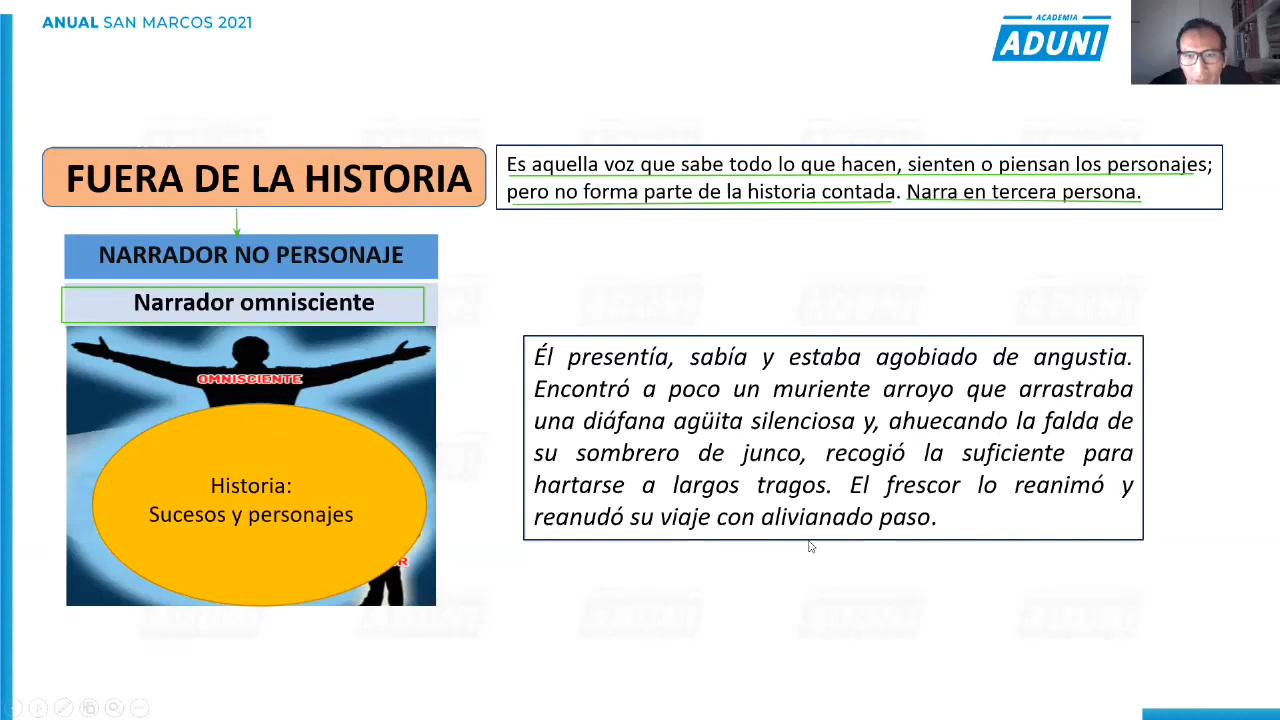 ANUAL SAN MARCOS 2021
ACADEMIA
ADUNI
FUERA DE LA HISTORIA
Es aquella voz que sabe todo lo que hacen, sienten o piensan los personajes;
pero no forma parte de la historia contada. Narra en tercera persona.
NARRADOR NO PERSONAJE
Narrador omnisciente
OMNISCIENTE
Historia:
Sucesos y personajes
Él presentía, sabía y estaba agobiado de angustia.
Encontró a poco un muriente arroyo que arrastraba
una diáfana agüita silenciosa y, ahuecando la falda de
su sombrero de junco, recogió la suficiente para
hartarse a largos tragos. El frescor lo reanimó y
reanudó su viaje con alivianado paso.